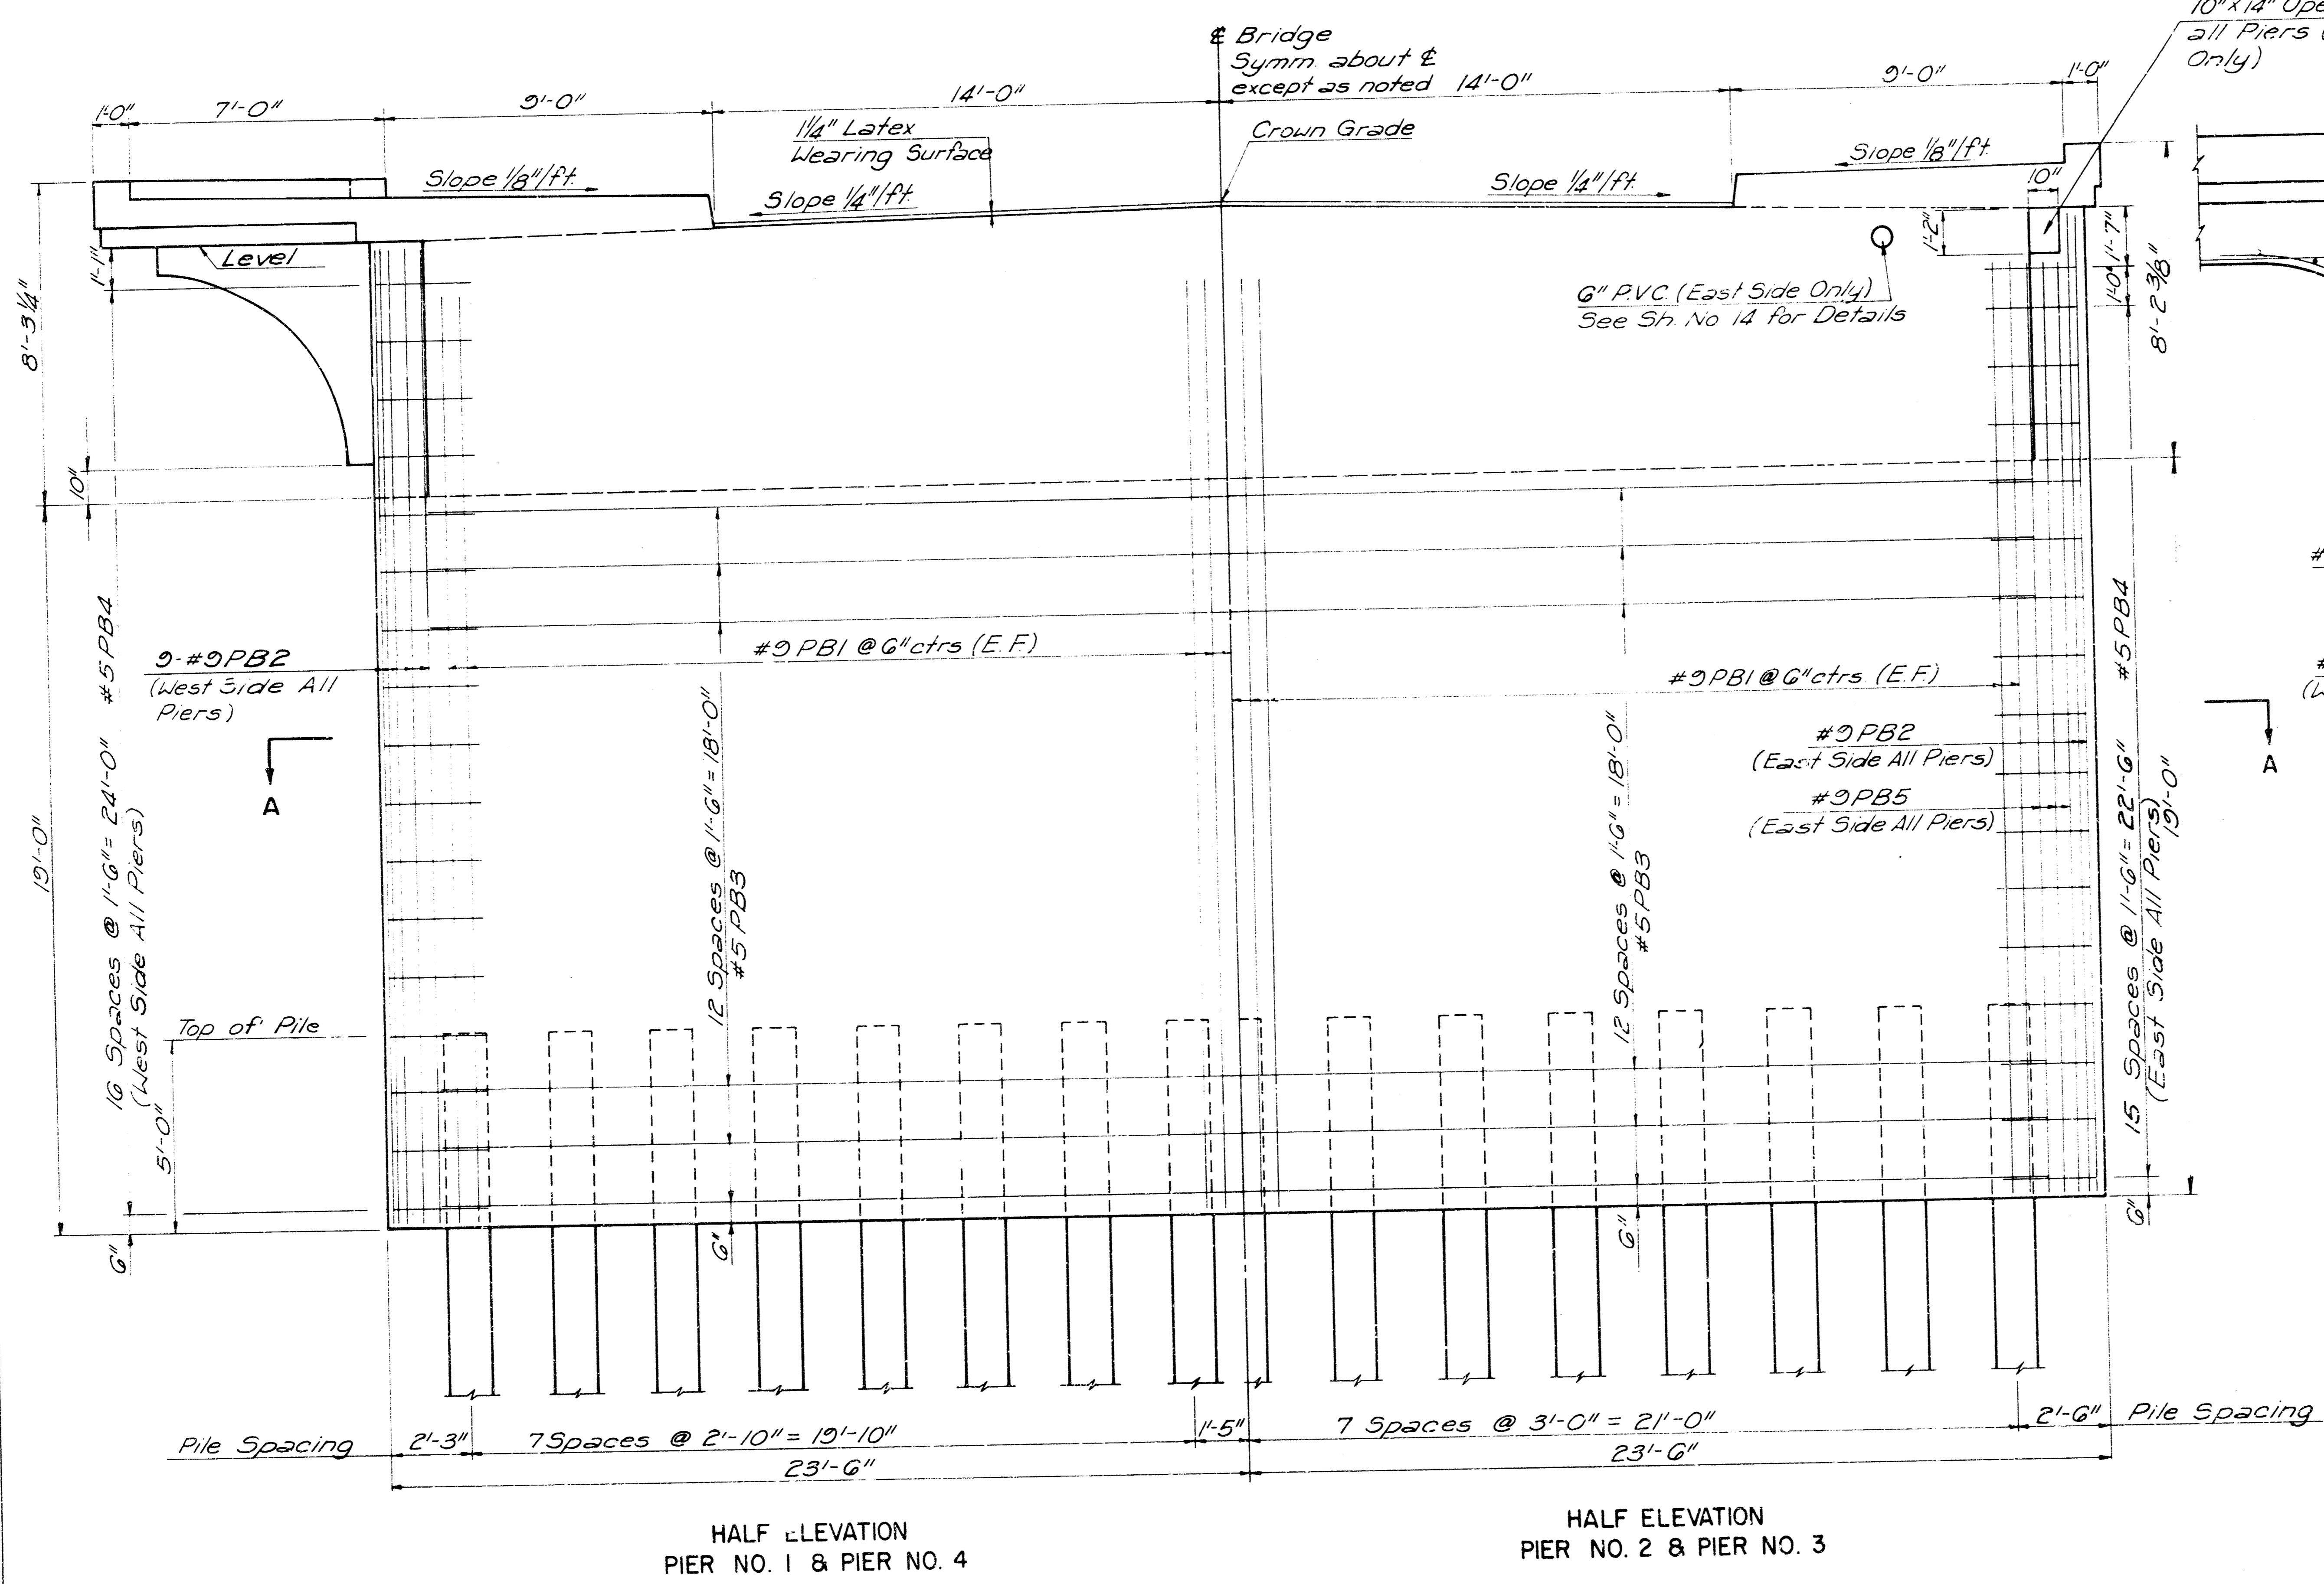 10"x14" Ope
all Piers (
Only)
℄ Bridge
Symm. about ℄
except as noted
1'-0"
7'-0"
9'-0"
14'-0"
14'-0"
9'-0"
1'-0"
1¼" Latex
Wearing Surface
Crown Grade
Slope ⅛"/ft.
Slope ¼"/ft.
Slope ¼"/ft.
Slope ⅛"/ft.
10"
1'-2"
Level
1'-1"
8'-3¼"
10"
6" P.V.C. (East Side Only)
See Sh. No 14 for Details
1'-7"
1'-0"
8'-2⅜"
9-#9PB2
(West Side All
Piers)
#9 PB1 @ 6" ctrs (E.F.)
#9 PB1 @ 6" ctrs (E.F.)
#9 PB2
(East Side All Piers)
#9 PB5
(East Side All Piers)
A
A
19'-0"
16 Spaces @ 1'-6" = 24'-0" #5 PB4
(West Side All Piers)
12 Spaces @ 1'-6" = 18'-0"
#5 PB3
12 Spaces @ 1'-6" = 18'-0"
#5 PB3
15 Spaces @ 1'-6" = 22'-6" #5 PB4
(East Side All Piers)
19'-0"
Top of Pile
5'-0"
6"
6"
6"
6"
Pile Spacing
2'-3"
7 Spaces @ 2'-10" = 19'-10"
1'-5"
7 Spaces @ 3'-0" = 21'-0"
2'-6"
Pile Spacing
23'-6"
23'-6"
HALF ELEVATION
PIER NO. 1 & PIER NO. 4
HALF ELEVATION
PIER NO. 2 & PIER NO. 3